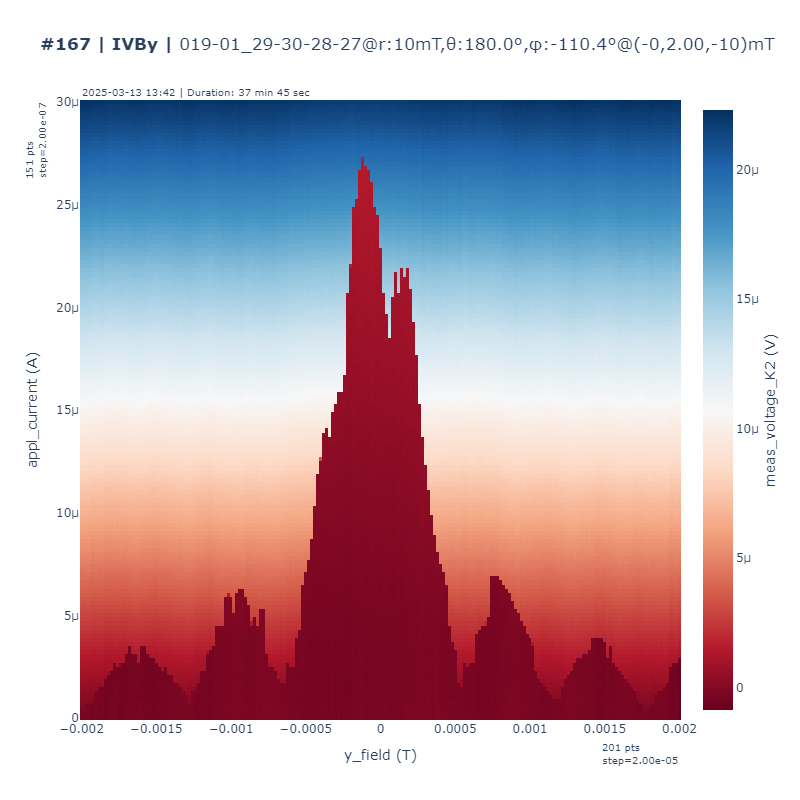 #167 | IVBy | 019-01_29-30-28-27@r:10mT,θ:180.0º,φ:-110.4º@(-0,2.00,-10)mT
2025-03-13 13:42 | Duration: 37 min 45 sec
151 pts
step=2.00e-07
30μ
25μ
20μ
15μ
10μ
5μ
0
appl_current (A)
−0.002
−0.0015
−0.001
−0.0005
0
0.0005
0.001
0.0015
0.002
y_field (T)
201 pts
step=2.00e-05
20μ
15μ
10μ
5μ
0
meas_voltage_K2 (V)